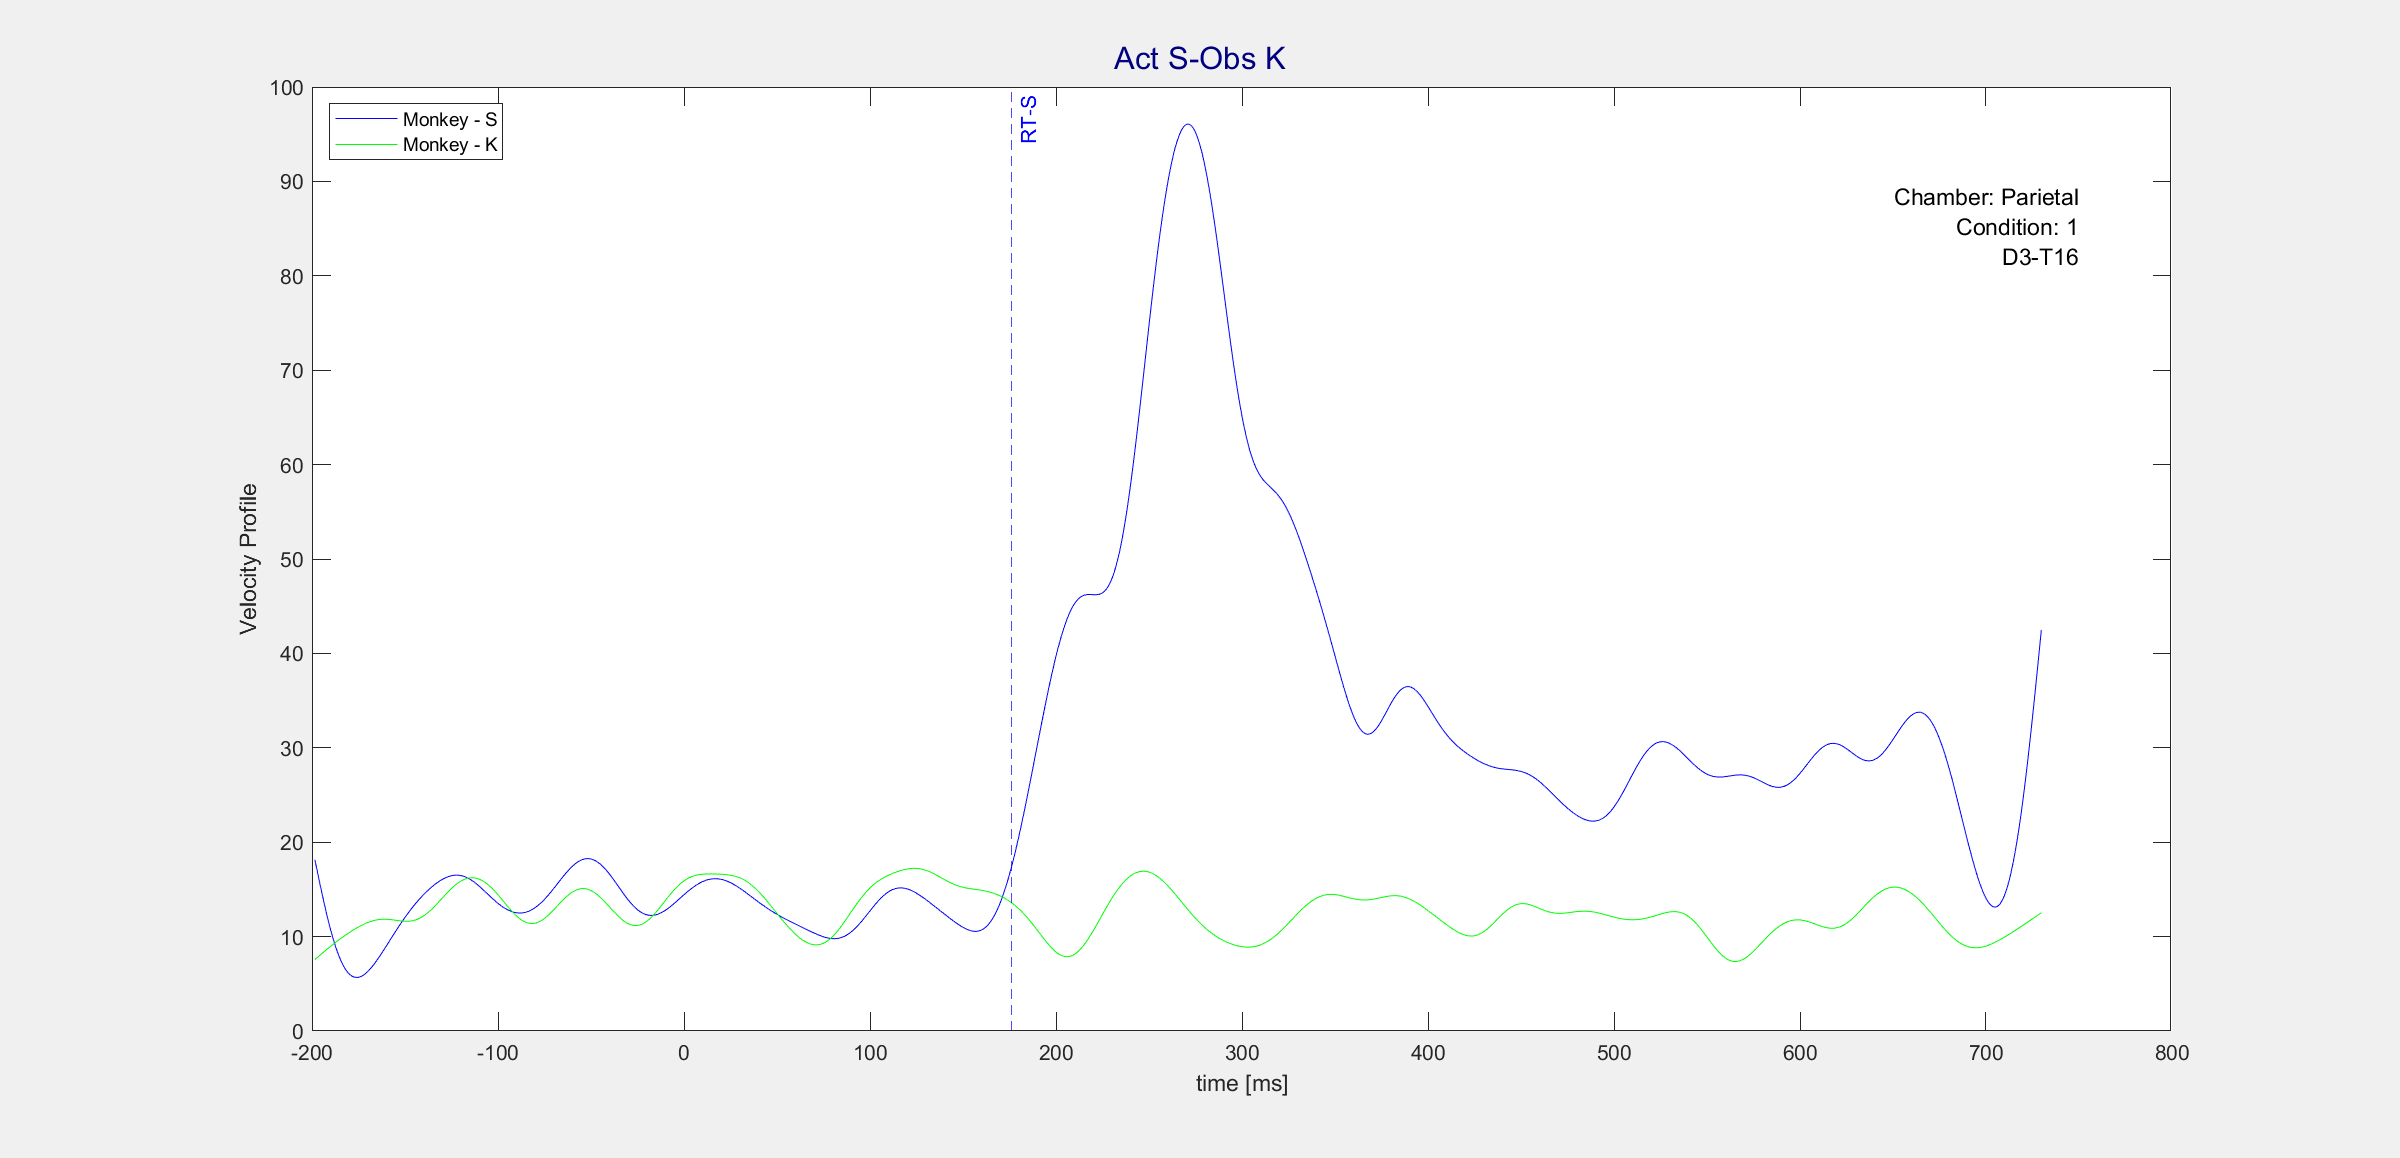 Act S-Obs K
Monkey - S
Monkey - K
RT-S
Chamber: Parietal
Condition: 1
D3-T16
Velocity Profile
100
90
80
70
60
50
40
30
20
10
0
-200 -100 0 100 200 300 400 500 600 700 800
time [ms]